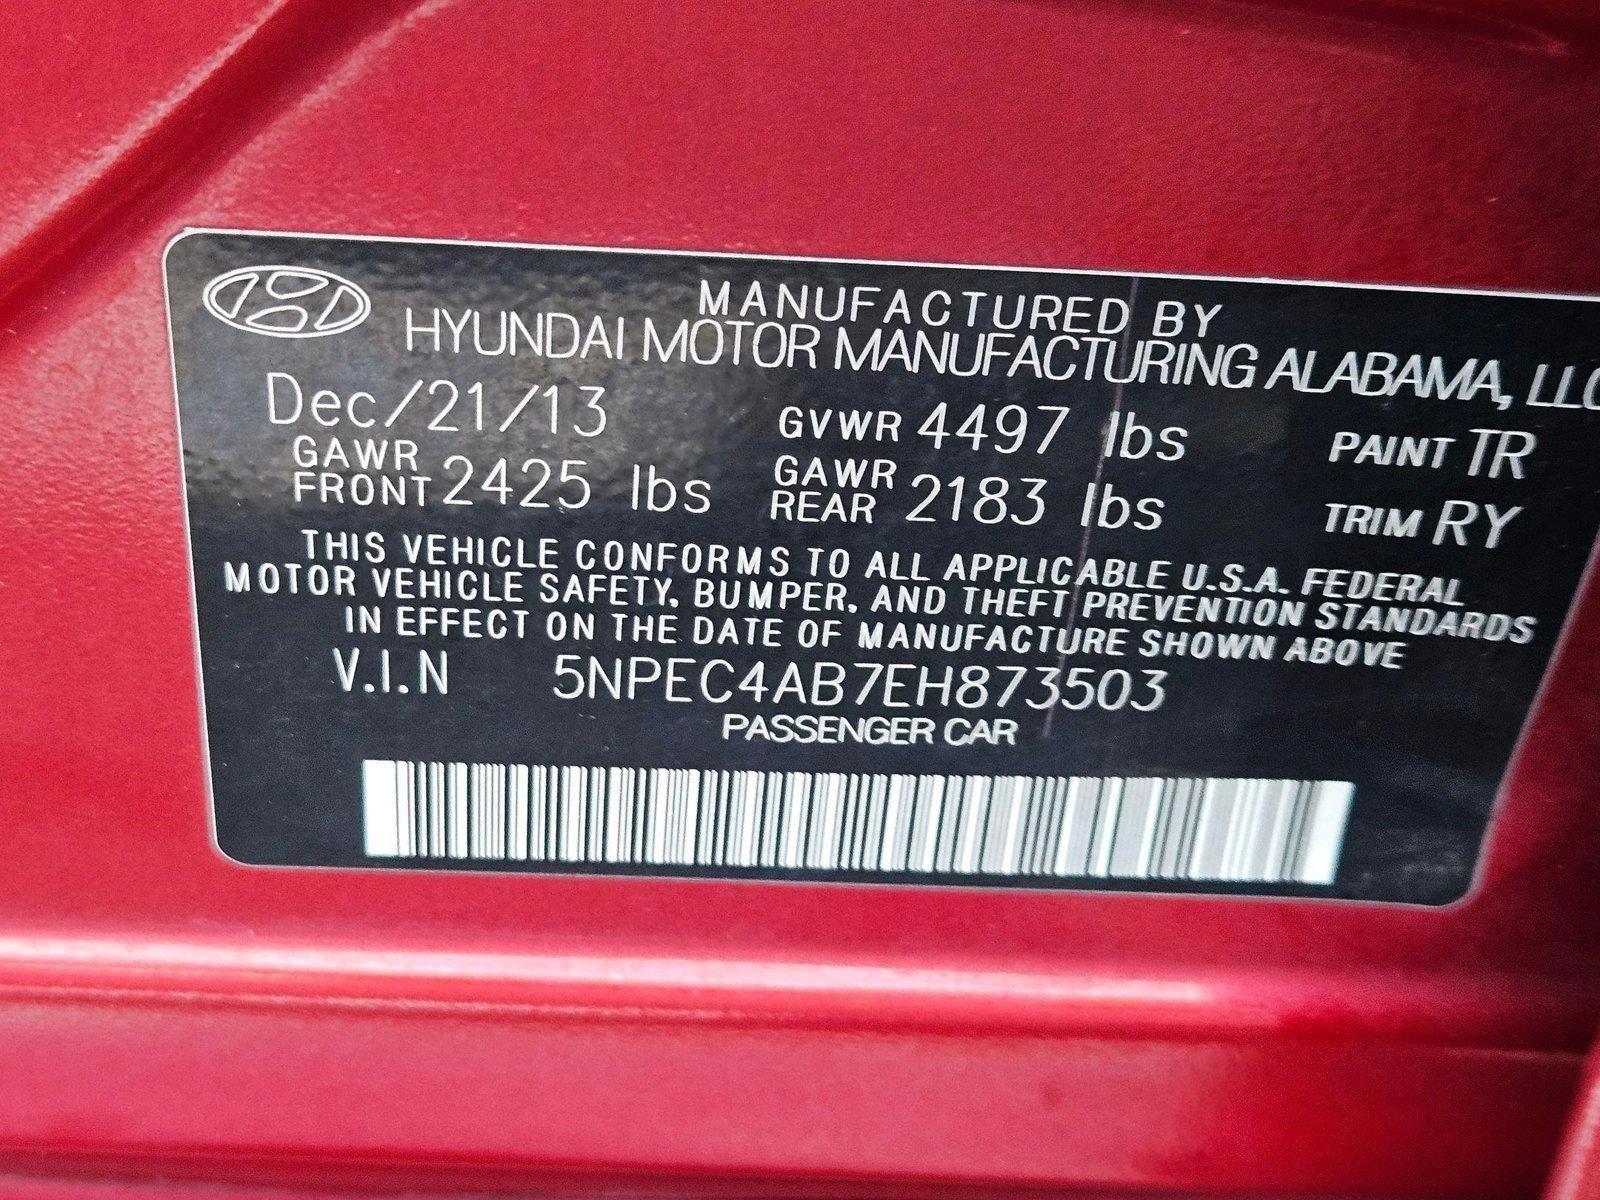 MANUFACTURED BY
HYUNDAI MOTOR MANUFACTURING ALABAMA, LLC
Dec/21/13 GVWR 4497 lbs PAINT TR
GAWR FRONT 2425 lbs GAWR REAR 2183 lbs TRIM RY
THIS VEHICLE CONFORMS TO ALL APPLICABLE U.S.A. FEDERAL
MOTOR VEHICLE SAFETY, BUMPER, AND THEFT PREVENTION STANDARDS
IN EFFECT ON THE DATE OF MANUFACTURE SHOWN ABOVE
V.I.N 5NPEC4AB7EH873503
PASSENGER CAR